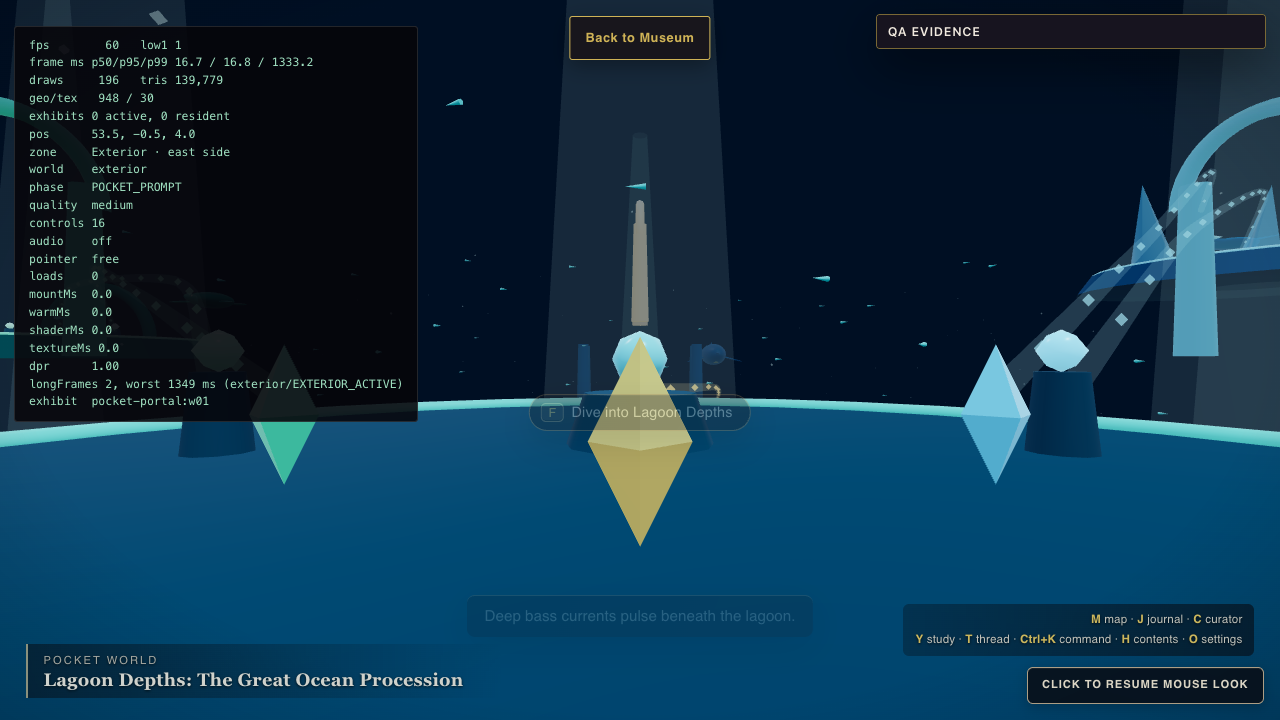 fps 60 low1 1
frame ms p50/p95/p99 16.7 / 16.8 / 1333.2
draws 196 tris 139,779
geo/tex 948 / 30
exhibits 0 active, 0 resident
pos 53.5, −0.5, 4.0
zone Exterior · east side
world exterior
phase POCKET_PROMPT
quality medium
controls 16
audio off
pointer free
loads 0
mountMs 0.0
warmMs 0.0
shaderMs 0.0
textureMs 0.0
dpr 1.00
longFrames 2, worst 1349 ms (exterior/EXTERIOR_ACTIVE)
exhibit pocket-portal:w01
Back to Museum
QA EVIDENCE
F Dive into Lagoon Depths
Deep bass currents pulse beneath the lagoon.
POCKET WORLD
Lagoon Depths: The Great Ocean Procession
M map · J journal · C curator
Y study · T thread · Ctrl+K command · H contents · O settings
CLICK TO RESUME MOUSE LOOK